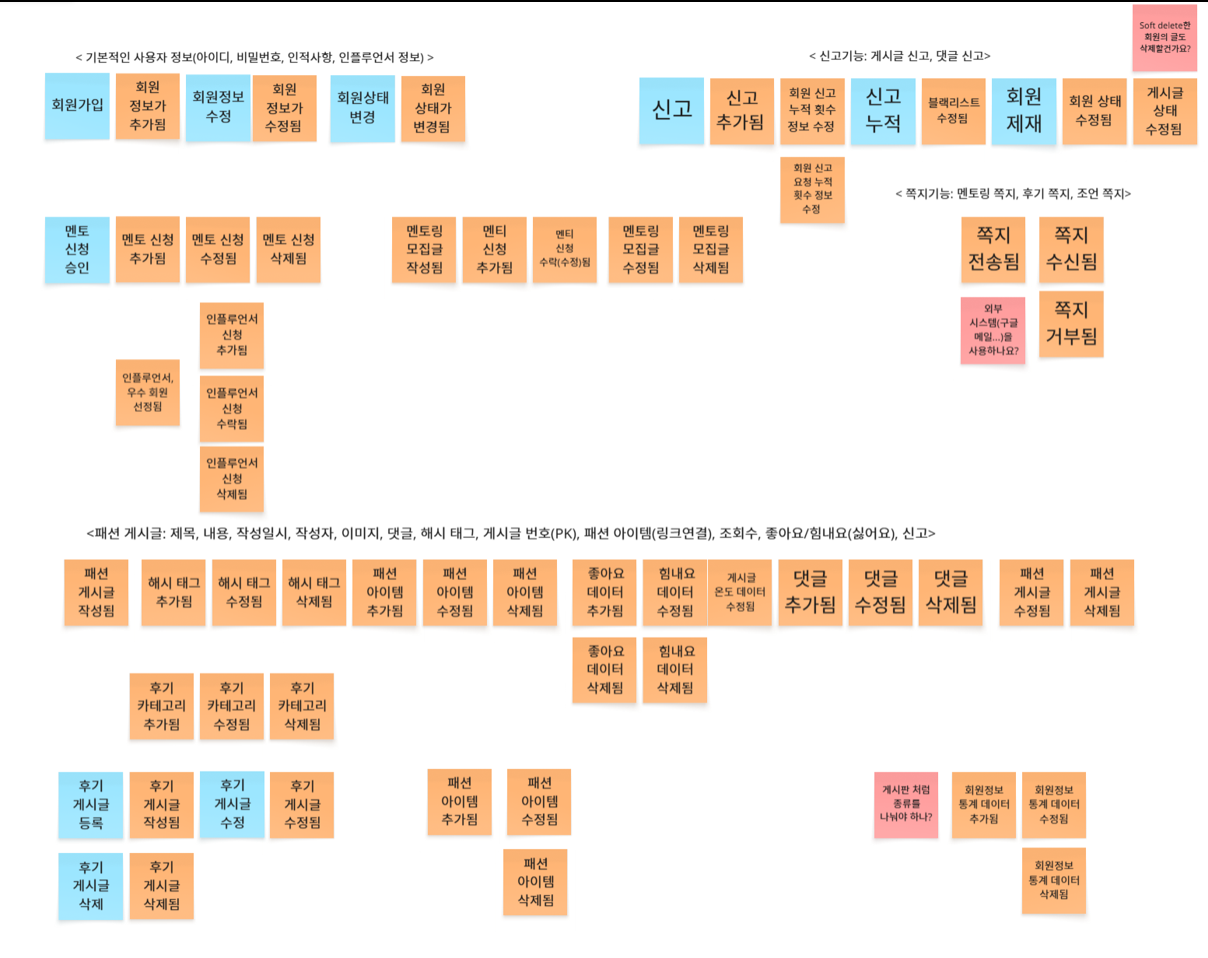 Soft delete한
회원의 글도
삭제할건가요?
< 기본적인 사용자 정보(아이디, 비밀번호, 인적사항, 인플루언서 정보) >
< 신고기능: 게시글 신고, 댓글 신고>
회원가입
회원
정보가
추가됨
회원정보
수정
회원
정보가
수정됨
회원상태
변경
회원
상태가
변경됨
신고
신고
추가됨
회원 신고
누적 횟수
정보 수정
신고
누적
블랙리스트
수정됨
회원
제재
회원 상태
수정됨
게시글
상태
수정됨
회원 신고
요청 누적
횟수 정보
수정
< 쪽지기능: 멘토링 쪽지, 후기 쪽지, 조언 쪽지>
멘토
신청
승인
멘토 신청
추가됨
멘토 신청
수정됨
멘토 신청
삭제됨
멘토링
모집글
작성됨
멘티
신청
추가됨
멘티
신청
수락(수정)됨
멘토링
모집글
수정됨
멘토링
모집글
삭제됨
쪽지
전송됨
쪽지
수신됨
외부
시스템(구글
메일...)을
사용하나요?
쪽지
거부됨
인플루언서
신청
추가됨
인플루언서,
우수 회원
선정됨
인플루언서
신청
수락됨
인플루언서
신청
삭제됨
<패션 게시글: 제목, 내용, 작성일시, 작성자, 이미지, 댓글, 해시 태그, 게시글 번호(PK), 패션 아이템(링크연결), 조회수, 좋아요/힘내요(싫어요), 신고>
패션
게시글
작성됨
해시 태그
추가됨
해시 태그
수정됨
해시 태그
삭제됨
패션
아이템
추가됨
패션
아이템
수정됨
패션
아이템
삭제됨
좋아요
데이터
추가됨
힘내요
데이터
수정됨
게시글
온도 데이터
수정됨
댓글
추가됨
댓글
수정됨
댓글
삭제됨
패션
게시글
수정됨
패션
게시글
삭제됨
좋아요
데이터
삭제됨
힘내요
데이터
삭제됨
후기
카테고리
추가됨
후기
카테고리
수정됨
후기
카테고리
삭제됨
후기
게시글
등록
후기
게시글
작성됨
후기
게시글
수정
후기
게시글
수정됨
패션
아이템
추가됨
패션
아이템
수정됨
게시판 처럼
종류를
나눠야 하나?
회원정보
통계 데이터
추가됨
회원정보
통계 데이터
수정됨
후기
게시글
삭제
후기
게시글
삭제됨
패션
아이템
삭제됨
회원정보
통계 데이터
삭제됨